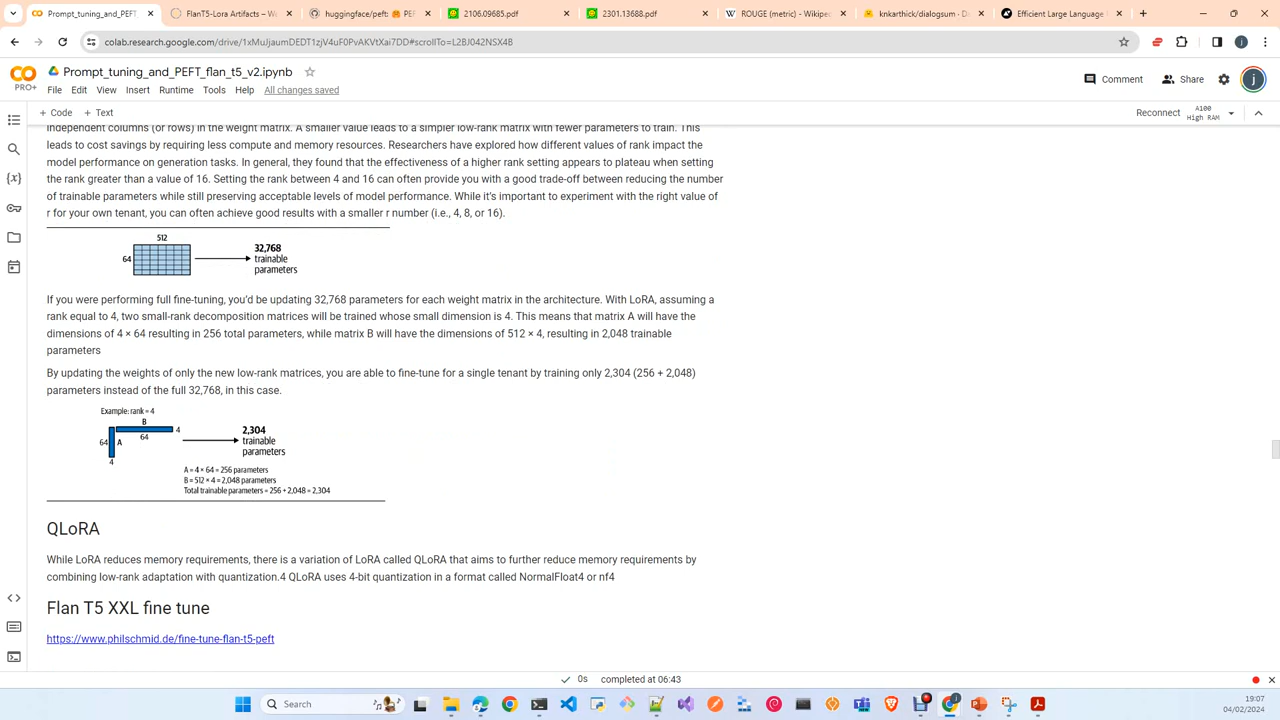 Prompt_tuning_and_PEFT_flan_t5
FlanT5-LoRA Artifacts – We
huggingface/peft: 🤗 PEF
2106.09685.pdf
2301.13688.pdf
ROUGE (metric) - Wikipe
knkarthick/dialogsum · Da
Efficient Large Language
colab.research.google.com/drive/1xMuJjaumDEDT1zjV4uF0PvAKVtXai7DD#scrollTo=L2BJ042NSX4B
PRO+
Prompt_tuning_and_PEFT_flan_t5_v2.ipynb
File Edit View Insert Runtime Tools Help All changes saved
Comment Share
+ Code + Text
Reconnect A100 High RAM
independent columns (or rows) in the weight matrix. A smaller value leads to a simpler low-rank matrix with fewer parameters to train. This
leads to cost savings by requiring less compute and memory resources. Researchers have explored how different values of rank impact the
model performance on generation tasks. In general, they found that the effectiveness of a higher rank setting appears to plateau when setting
the rank greater than a value of 16. Setting the rank between 4 and 16 can often provide you with a good trade-off between reducing the number
of trainable parameters while still preserving acceptable levels of model performance. While it's important to experiment with the right value of
r for your own tenant, you can often achieve good results with a smaller r number (i.e., 4, 8, or 16).
512
64
32,768
trainable
parameters
If you were performing full fine-tuning, you'd be updating 32,768 parameters for each weight matrix in the architecture. With LoRA, assuming a
rank equal to 4, two small-rank decomposition matrices will be trained whose small dimension is 4. This means that matrix A will have the
dimensions of 4 × 64 resulting in 256 total parameters, while matrix B will have the dimensions of 512 × 4, resulting in 2,048 trainable
parameters
By updating the weights of only the new low-rank matrices, you are able to fine-tune for a single tenant by training only 2,304 (256 + 2,048)
parameters instead of the full 32,768, in this case.
Example: rank = 4
B
4
64
64
A
4
2,304
trainable
parameters
A = 4 × 64 = 256 parameters
B = 512 × 4 = 2,048 parameters
Total trainable parameters = 256 + 2,048 = 2,304
QLoRA
While LoRA reduces memory requirements, there is a variation of LoRA called QLoRA that aims to further reduce memory requirements by
combining low-rank adaptation with quantization.4 QLoRA uses 4-bit quantization in a format called NormalFloat4 or nf4
Flan T5 XXL fine tune
https://www.philschmid.de/fine-tune-flan-t5-peft
0s completed at 06:43
Search
19:07
04/02/2024